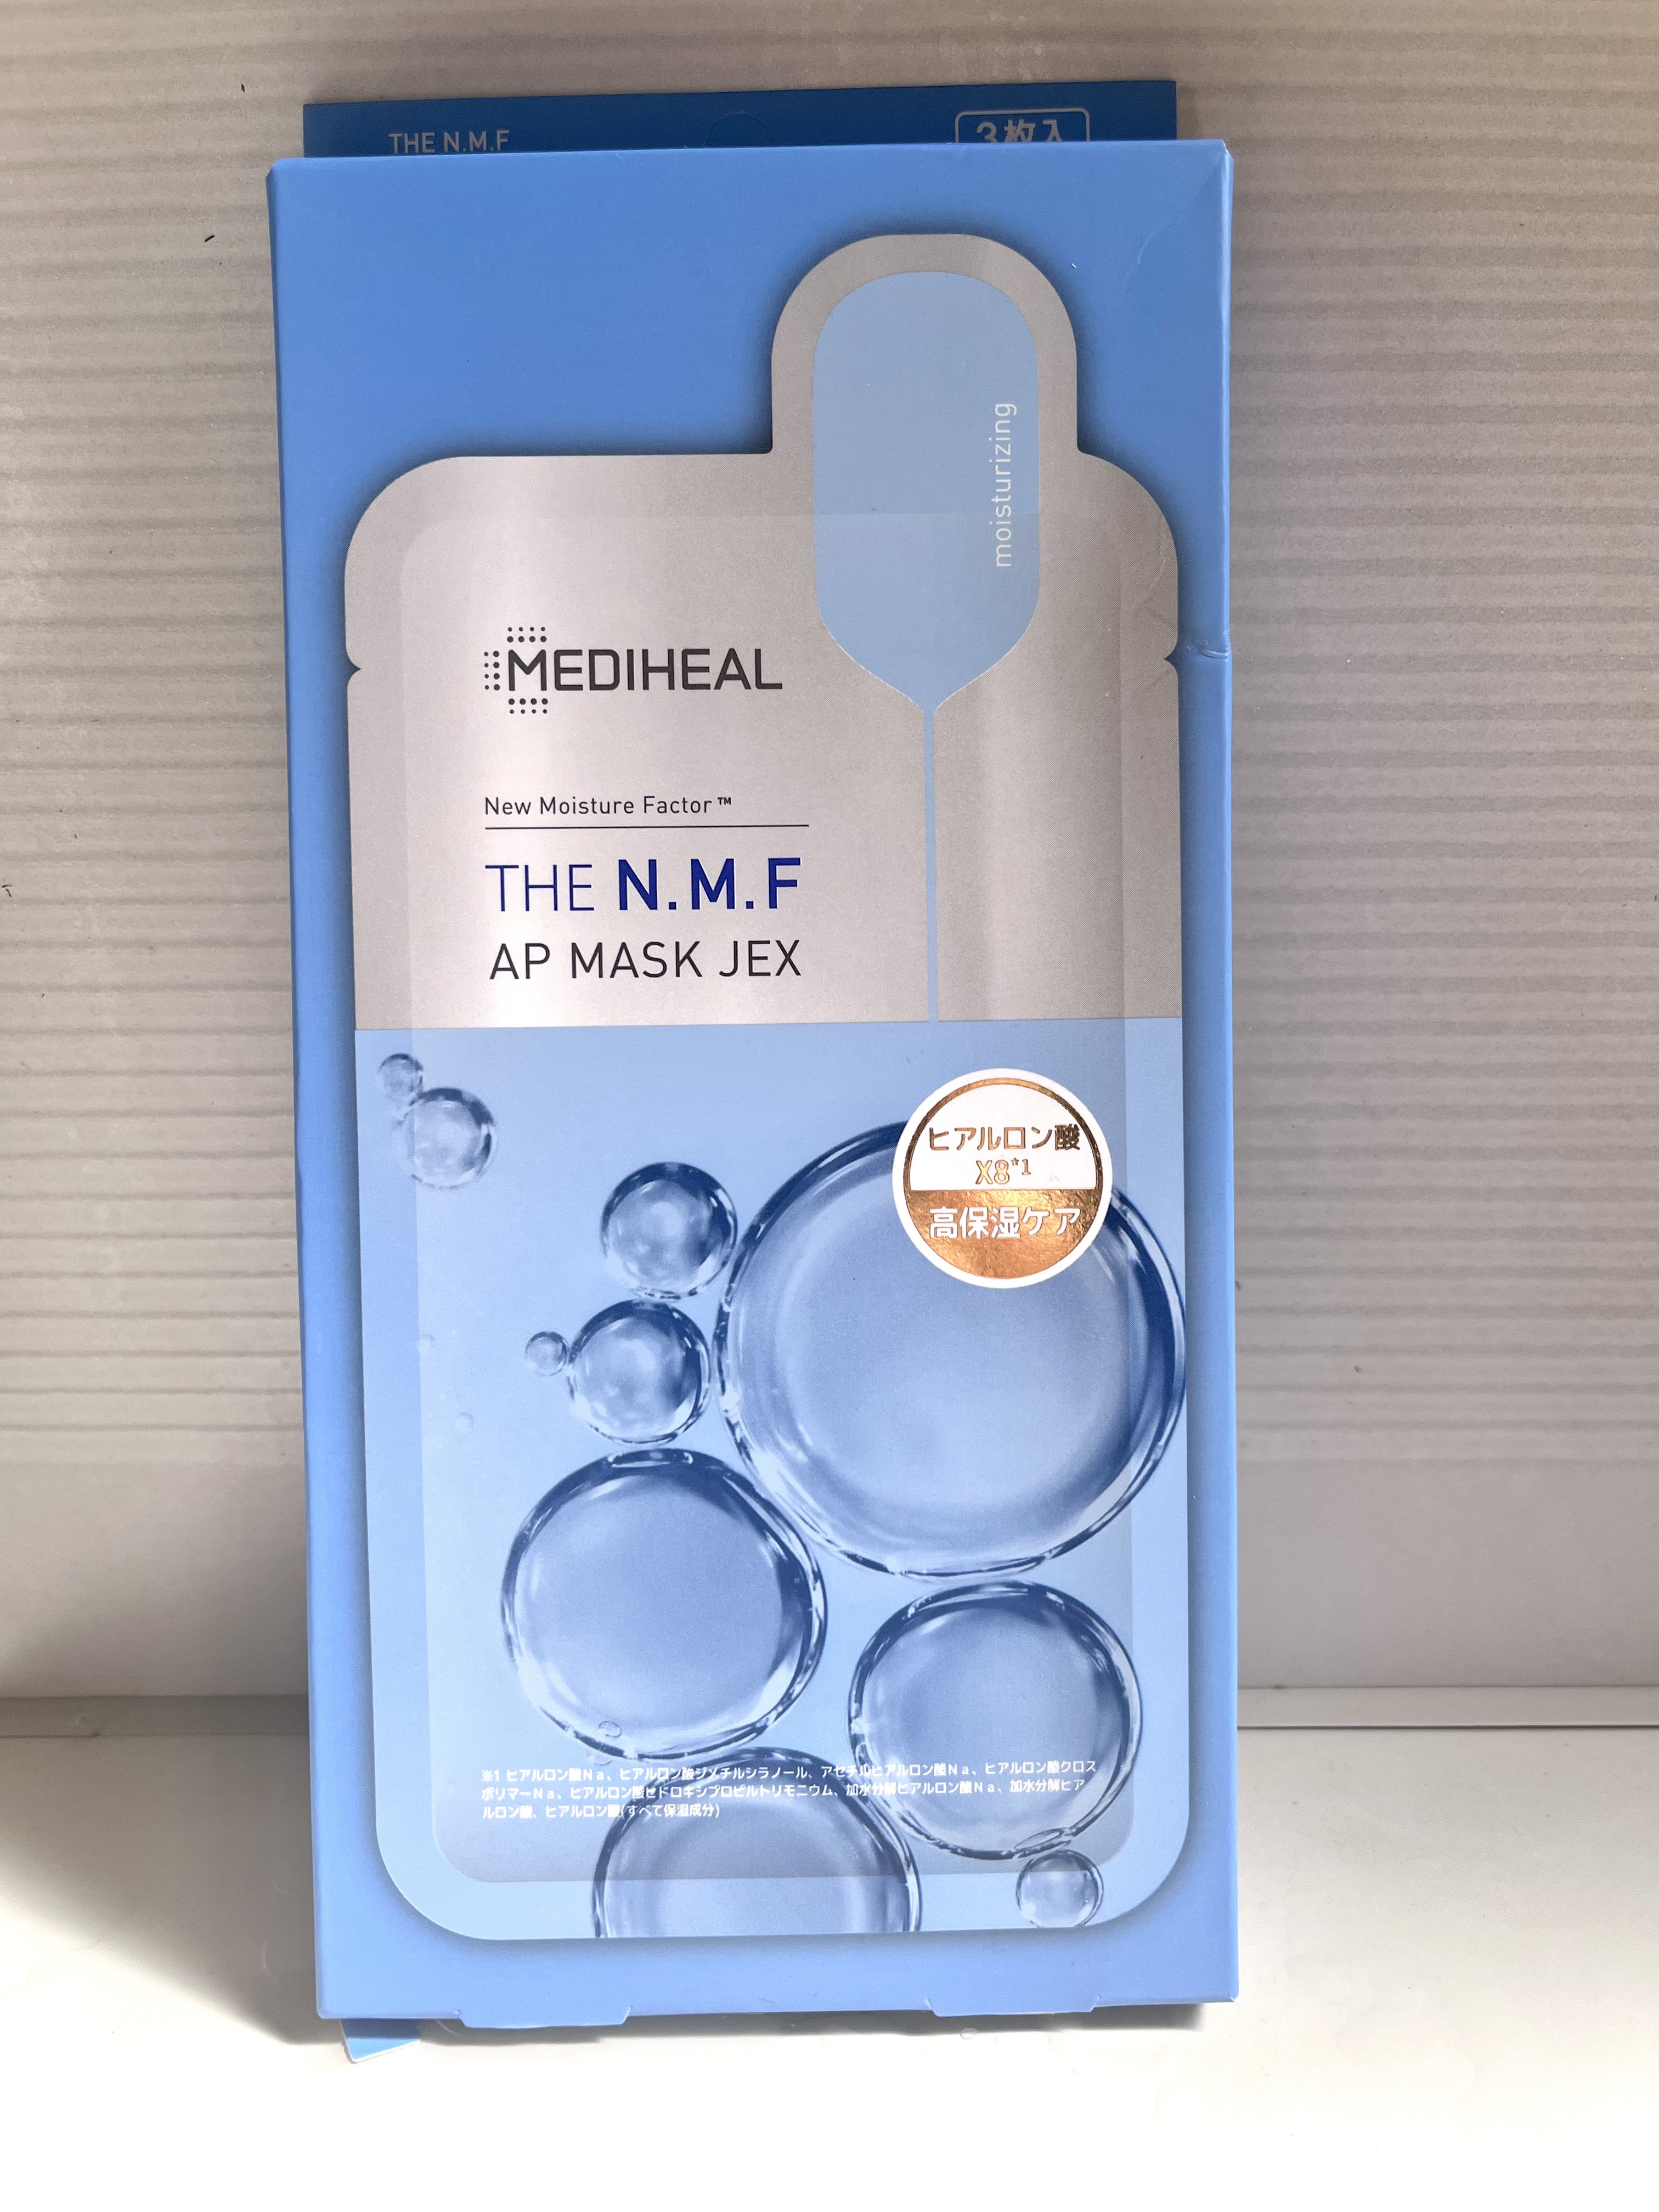 THE N.M.F
3枚入
moisturizing
MEDIHEAL
New Moisture Factor™
THE N.M.F
AP MASK JEX
ヒアルロン酸
X8*1
高保湿ケア
※1 ヒアルロン酸Na、ヒアルロン酸ジメチルシラノール、アセチルヒアルロン酸Na、ヒアルロン酸クロス
ポリマーNa、ヒアルロン酸ヒドロキシプロピルトリモニウム、加水分解ヒアルロン酸Na、加水分解ヒア
ルロン酸、ヒアルロン酸(すべて保湿成分)